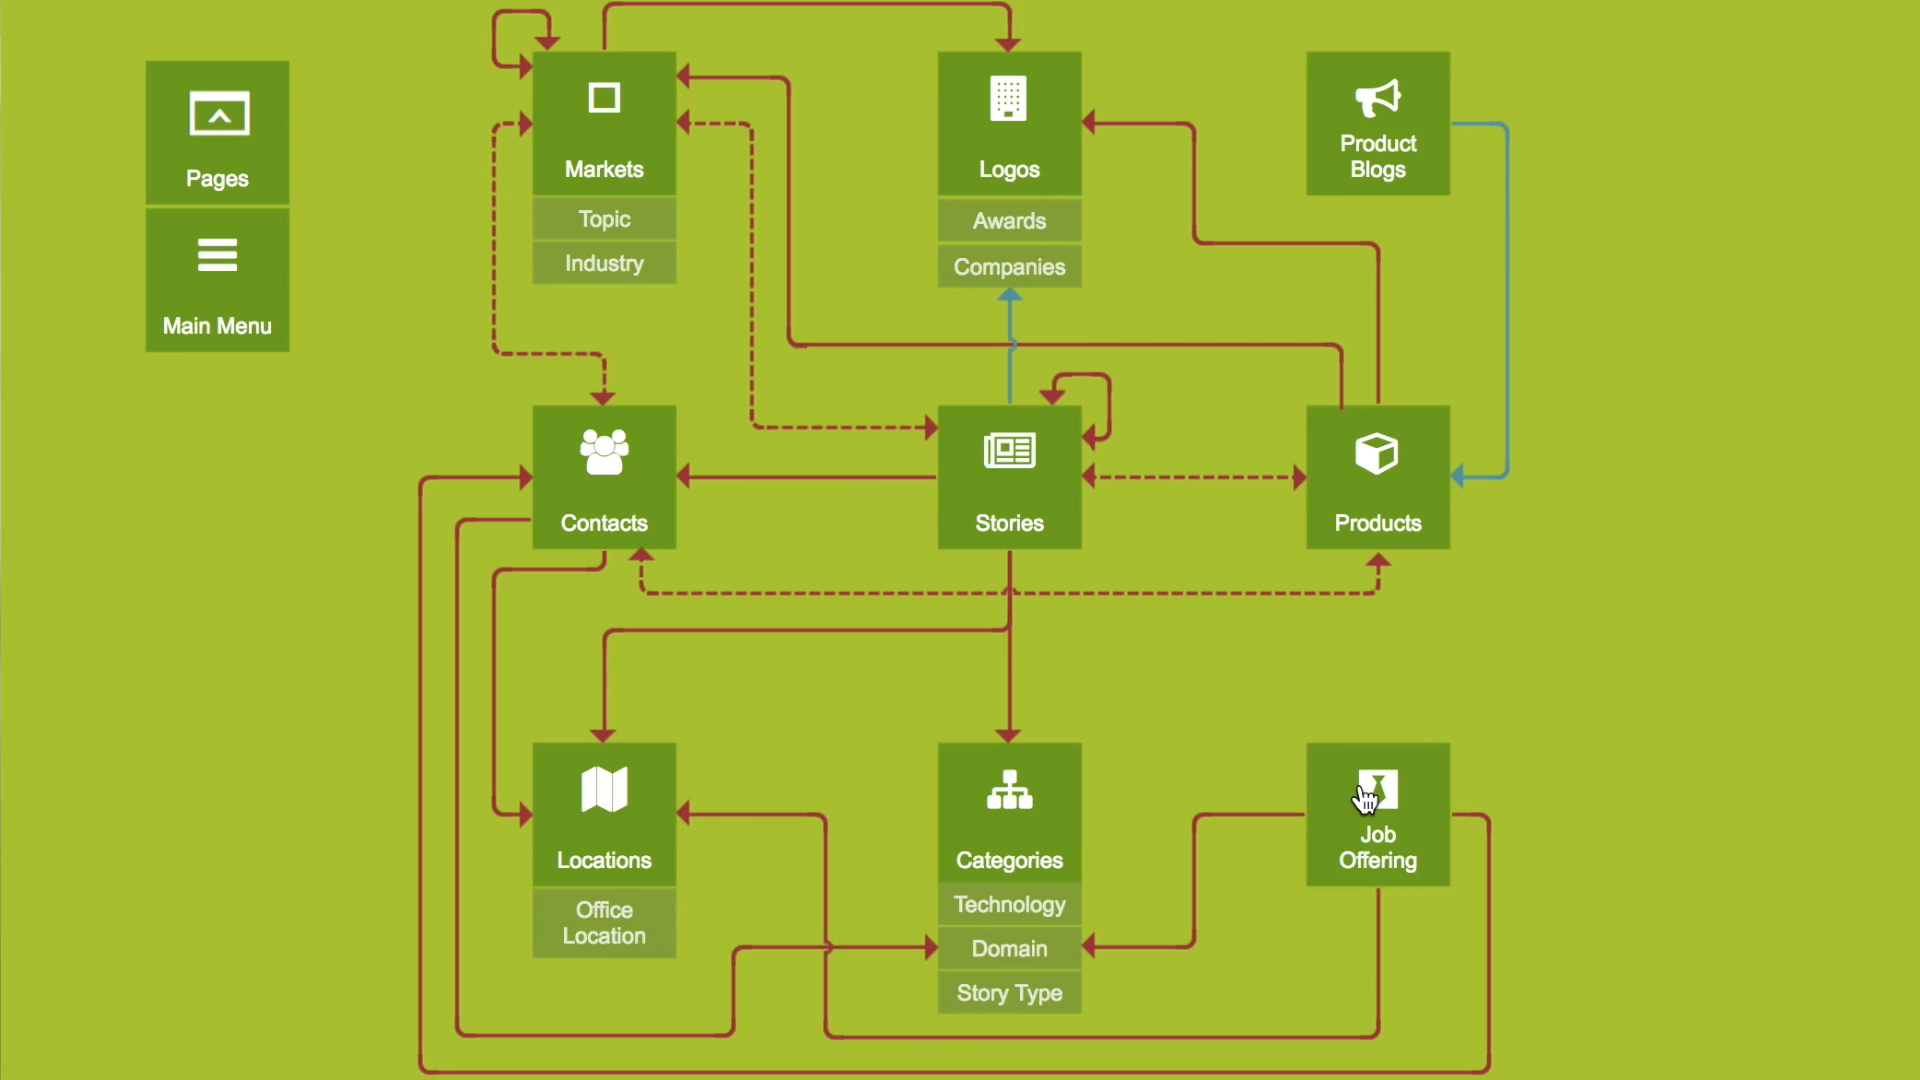 Pages
Main Menu
Markets
Topic
Industry
Logos
Awards
Companies
Product
Blogs
Contacts
Stories
Products
Locations
Office
Location
Categories
Technology
Domain
Story Type
Job
Offering